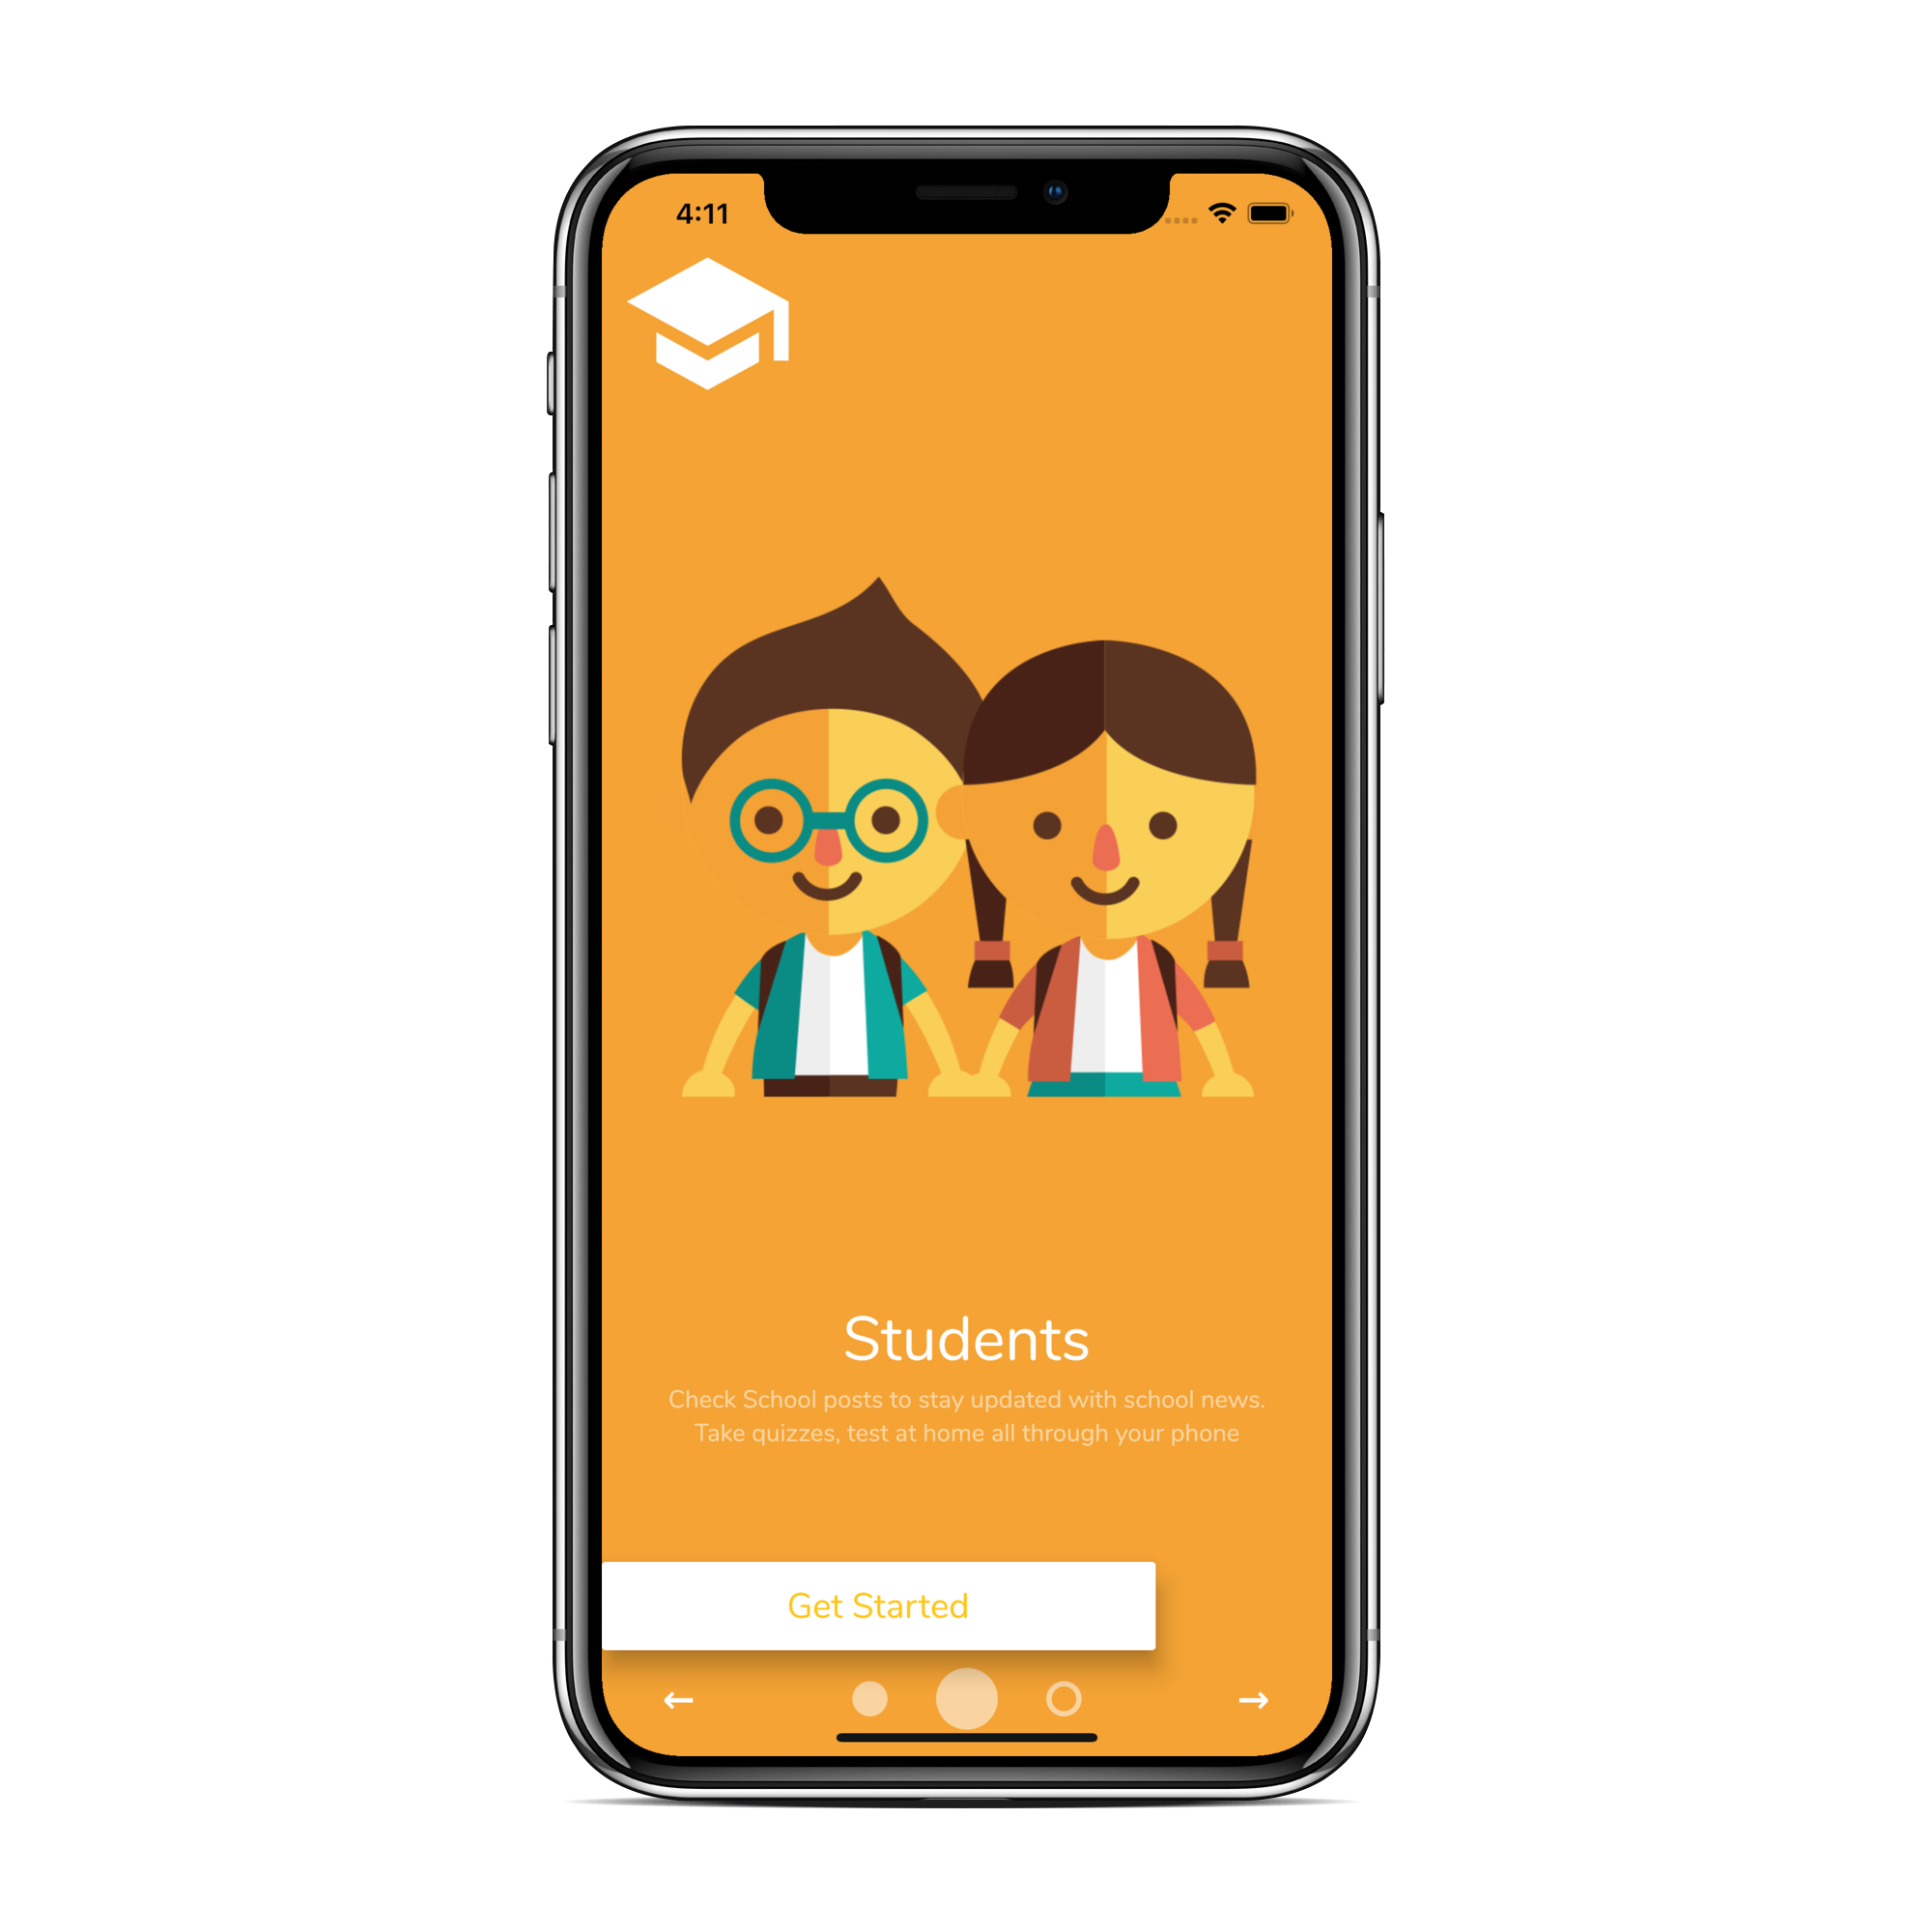 4:11
Students
Check School posts to stay updated with school news.
Take quizzes, test at home all through your phone
Get Started